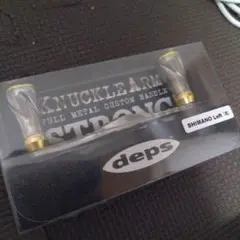 KNUCKLE ARM
FULL METAL CUSTOM HANDLE
STRONG
SHIMANO Left
deps